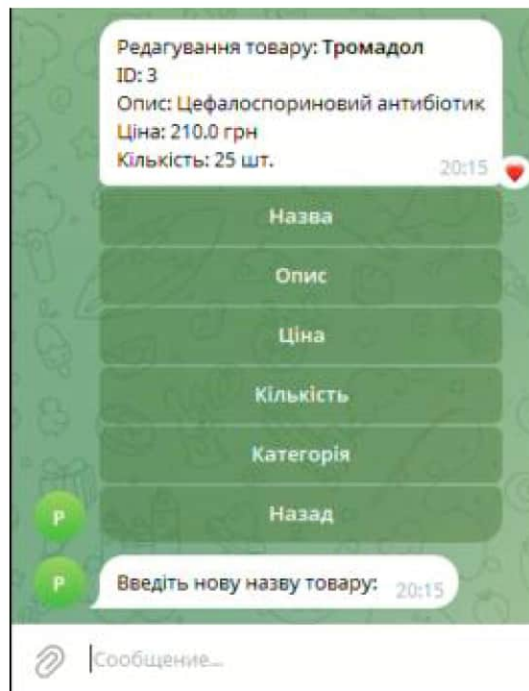 Редагування товару: Тромадол
ID: 3
Опис: Цефалоспориновий антибіотик
Ціна: 210.0 грн
Кількість: 25 шт.
20:15
Назва
Опис
Ціна
Кількість
Категорія
Назад
P
P
Введіть нову назву товару: 20:15
Сообщение...